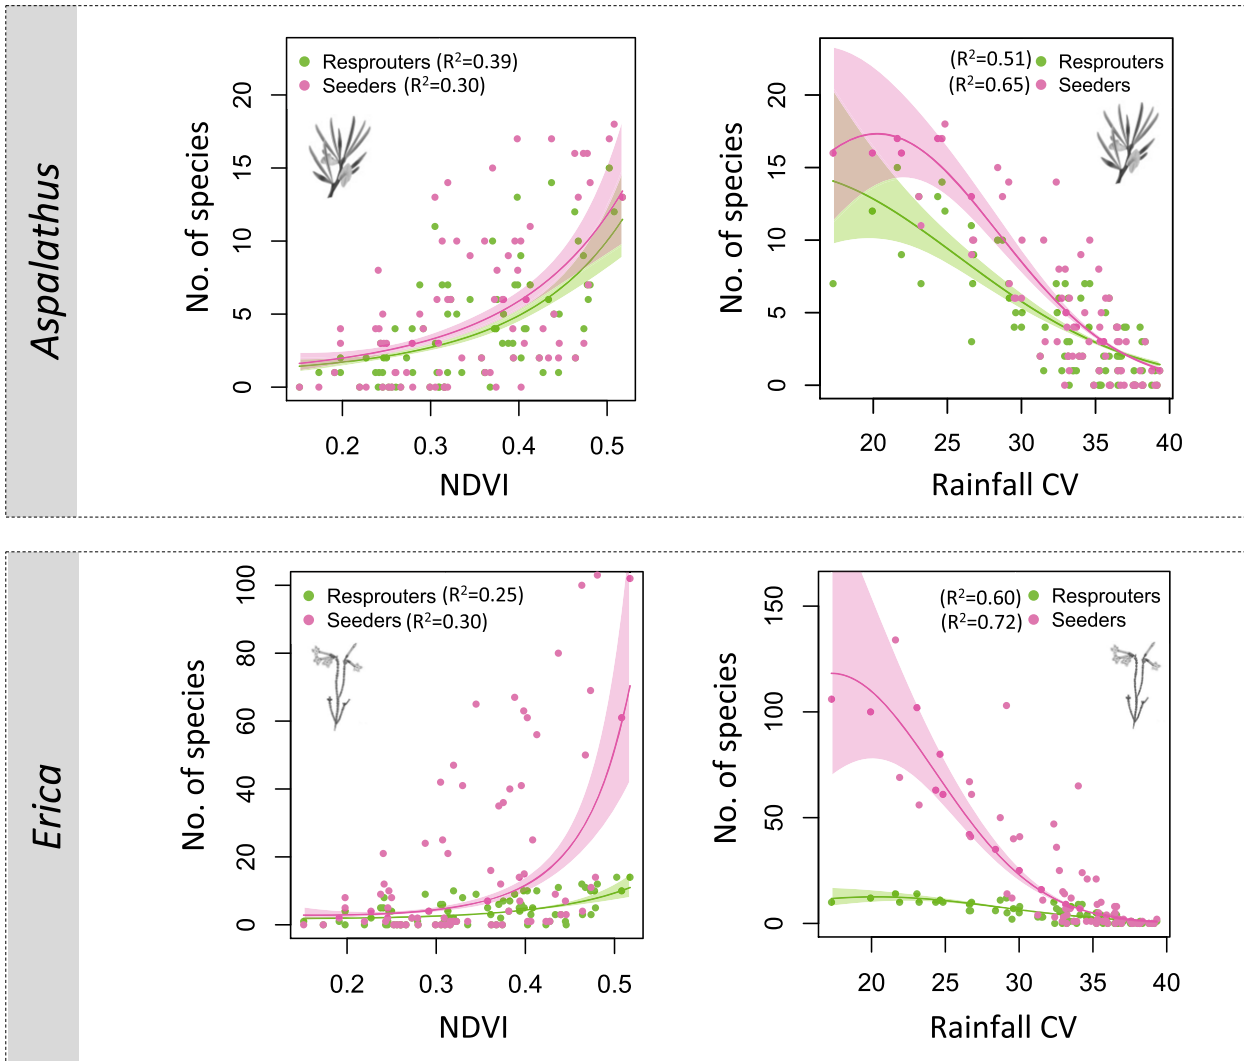 Aspalathus
Resprouters (R²=0.39)
Seeders (R²=0.30)
No. of species
20
15
10
5
0
0.2 0.3 0.4 0.5
NDVI
(R²=0.51) Resprouters
(R²=0.65) Seeders
No. of species
20
15
10
5
0
20 25 30 35 40
Rainfall CV
Erica
Resprouters (R²=0.25)
Seeders (R²=0.30)
No. of species
100
80
60
40
20
0
0.2 0.3 0.4 0.5
NDVI
(R²=0.60) Resprouters
(R²=0.72) Seeders
No. of species
150
100
50
0
20 25 30 35 40
Rainfall CV